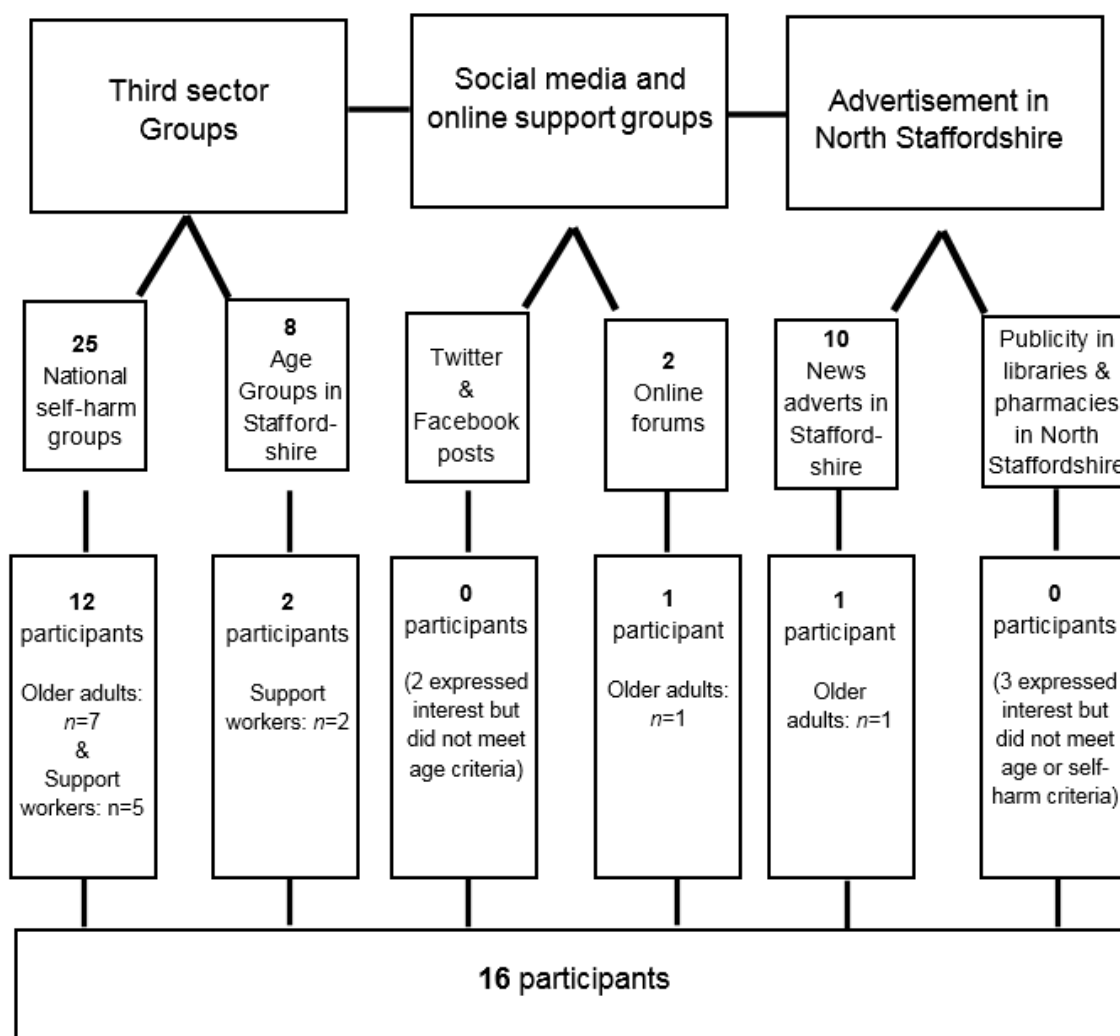 Third sector
Groups
Social media and
online support groups
Advertisement in
North Staffordshire
25
National
self-harm
groups
8
Age
Groups in
Stafford-
shire
Twitter
&
Facebook
posts
2
Online
forums
10
News
adverts in
Stafford-
shire
Publicity in
libraries &
pharmacies
in North
Staffordshire
12
participants
Older adults:
n=7
&
Support
workers: n=5
2
participants
Support
workers: n=2
0
participants
(2 expressed
interest but
did not meet
age criteria)
1
participant
Older adults:
n=1
1
participant
Older
adults: n=1
0
participants
(3 expressed
interest but
did not meet
age or self-
harm criteria)
16 participants